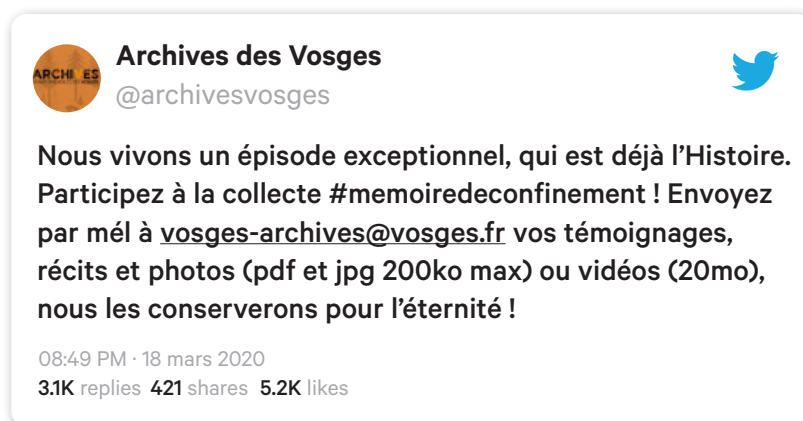 ARCHIVES
Archives des Vosges
@archivesvosges
Nous vivons un épisode exceptionnel, qui est déjà l’Histoire.
Participez à la collecte #memoiredeconfinement ! Envoyez
par mél à vosges-archives@vosges.fr vos témoignages,
récits et photos (pdf et jpg 200ko max) ou vidéos (20mo),
nous les conserverons pour l’éternité !
08:49 PM · 18 mars 2020
3.1K replies 421 shares 5.2K likes